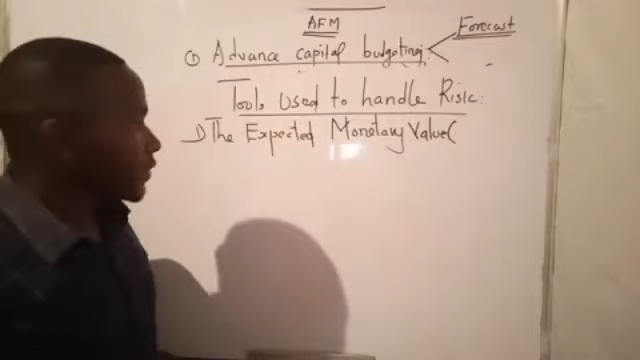 AFM
Forecast
① Advance capital budgeting
Tools Used to handle Risk:
1) The Expected Monetary Value(